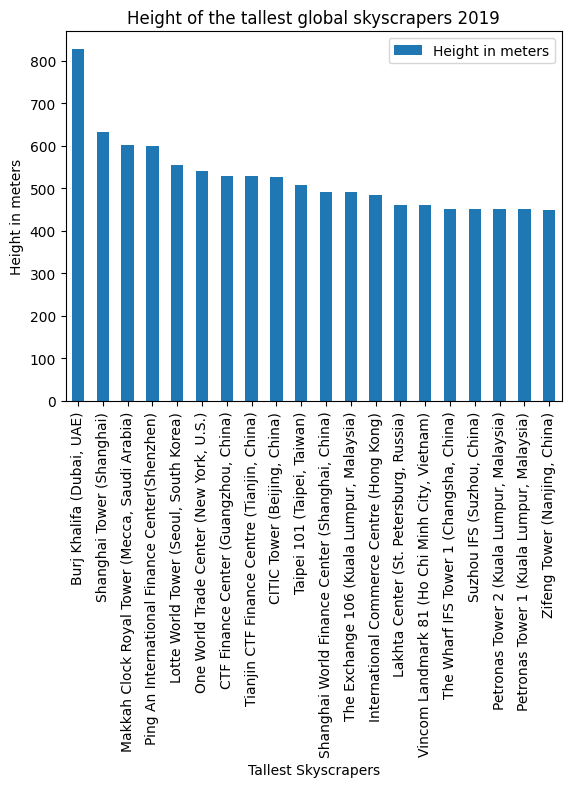 Height of the tallest global skyscrapers 2019
Height in meters
Height in meters
800
700
600
500
400
300
200
100
0
Burj Khalifa (Dubai, UAE)
Shanghai Tower (Shanghai)
Makkah Clock Royal Tower (Mecca, Saudi Arabia)
Ping An International Finance Center(Shenzhen)
Lotte World Tower (Seoul, South Korea)
One World Trade Center (New York, U.S.)
CTF Finance Center (Guangzhou, China)
Tianjin CTF Finance Centre (Tianjin, China)
CITIC Tower (Beijing, China)
Taipei 101 (Taipei, Taiwan)
Shanghai World Finance Center (Shanghai, China)
The Exchange 106 (Kuala Lumpur, Malaysia)
International Commerce Centre (Hong Kong)
Lakhta Center (St. Petersburg, Russia)
Vincom Landmark 81 (Ho Chi Minh City, Vietnam)
The Wharf IFS Tower 1 (Changsha, China)
Suzhou IFS (Suzhou, China)
Petronas Tower 2 (Kuala Lumpur, Malaysia)
Petronas Tower 1 (Kuala Lumpur, Malaysia)
Zifeng Tower (Nanjing, China)
Tallest Skyscrapers